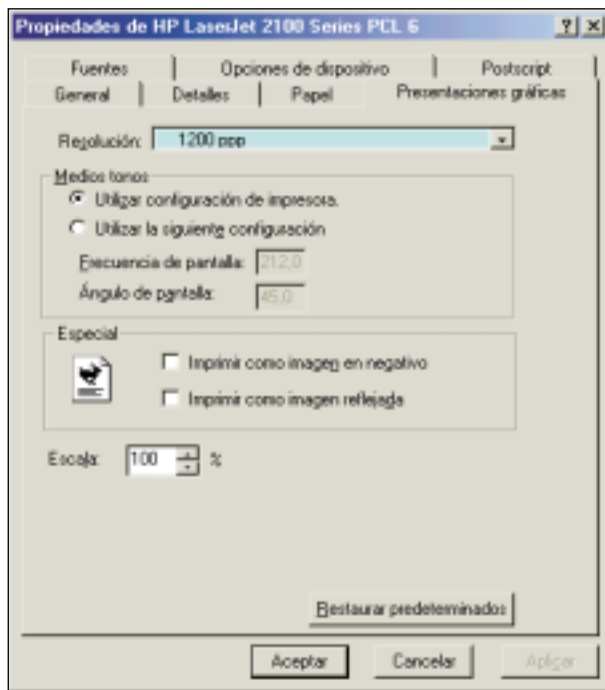 Propiedades de HP LaserJet 2100 Series PCL 6
Fuentes Opciones de dispositivo Postscript
General Detalles Papel Presentaciones gráficas
Resolución: 1200 ppp
Medios tonos
Utilizar configuración de impresora.
Utilizar la siguiente configuración
Frecuencia de pantalla: 212,0
Ángulo de pantalla: 45,0
Especial
Imprimir como imagen en negativo
Imprimir como imagen reflejada
Escala: 100 %
Restaurar predeterminados
Aceptar Cancelar Aplicar